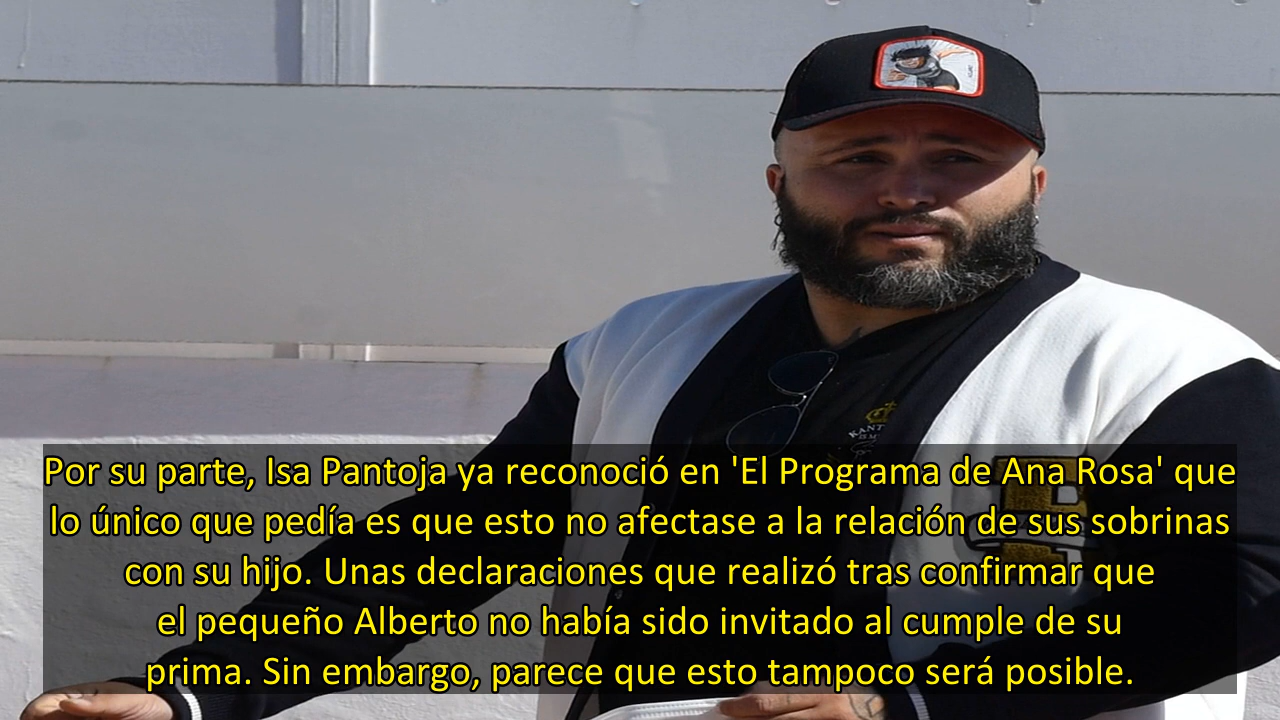 KANT
Por su parte, Isa Pantoja ya reconoció en 'El Programa de Ana Rosa' que
lo único que pedía es que esto no afectase a la relación de sus sobrinas
con su hijo. Unas declaraciones que realizó tras confirmar que
el pequeño Alberto no había sido invitado al cumple de su
prima. Sin embargo, parece que esto tampoco será posible.